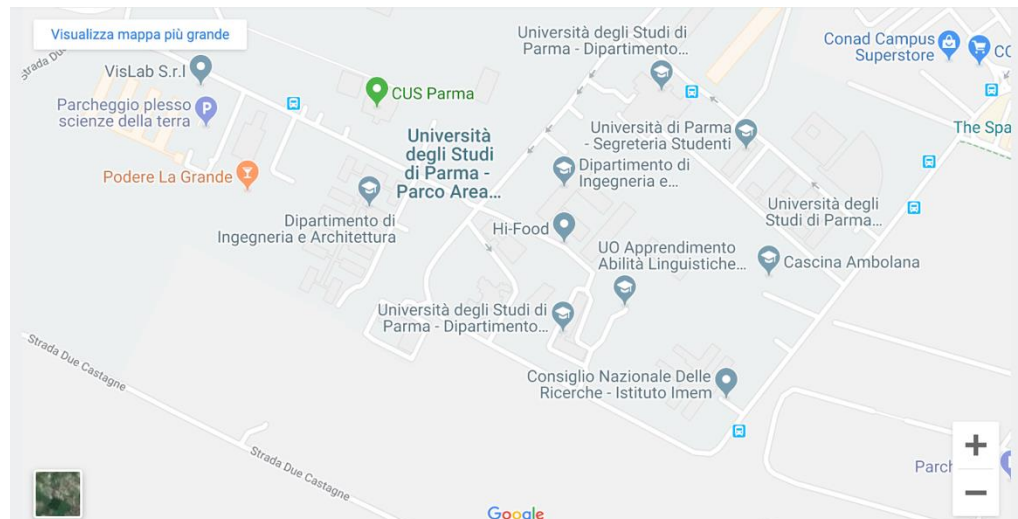 Visualizza mappa più grande
Università degli Studi di
Parma - Dipartimento...
Conad Campus
Superstore
VisLab S.r.l
Strada Due
CUS Parma
Parcheggio plesso
scienze della terra
P
Università
degli Studi
di Parma -
Parco Area...
Università di Parma
- Segreteria Studenti
The Spa
Dipartimento di
Ingegneria e...
Podere La Grande
Dipartimento di
Ingegneria e Architettura
Hi-Food
Università degli
Studi di Parma...
UO Apprendimento
Abilità Linguistiche...
Cascina Ambolana
Università degli Studi di
Parma - Dipartimento...
Strada Due Castagne
Consiglio Nazionale Delle
Ricerche - Istituto Imem
Strada Due Castagne
Parch
+
−
Google